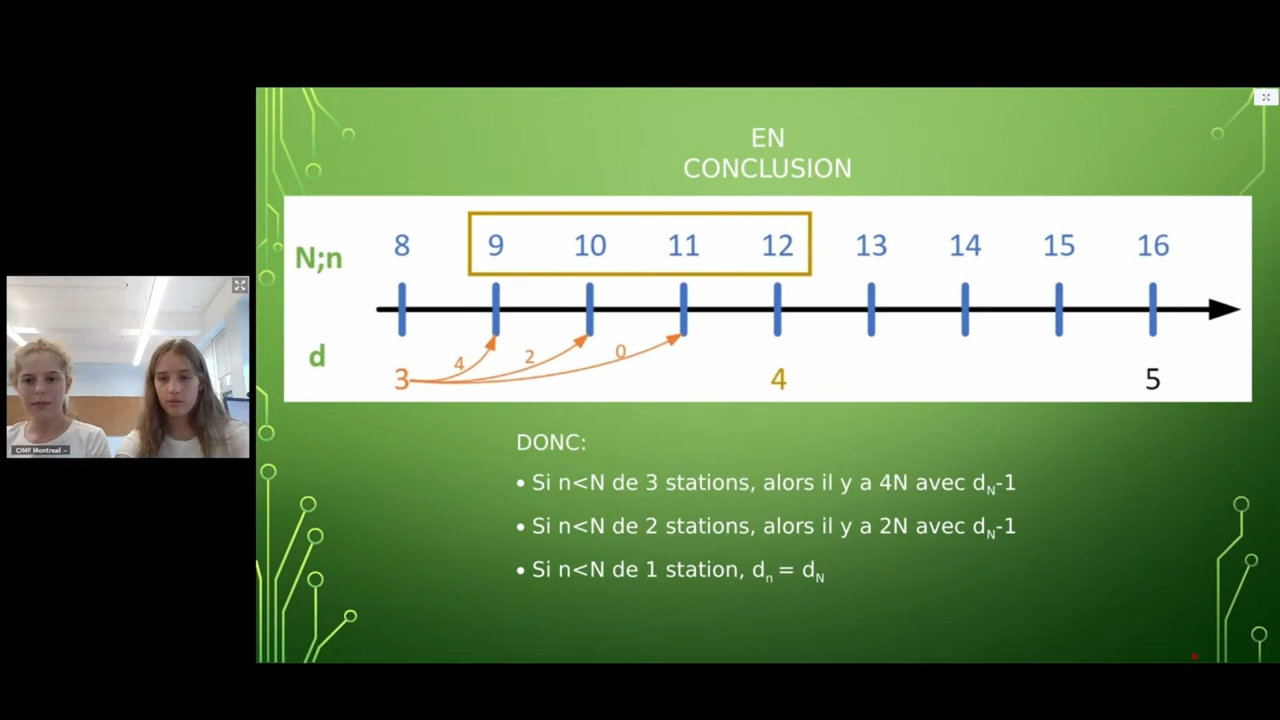 EN
CONCLUSION
N;n
8 9 10 11 12 13 14 15 16
4 2 0
d
3 4 5
DONC:
• Si n<N de 3 stations, alors il y a 4N avec dN-1
• Si n<N de 2 stations, alors il y a 2N avec dN-1
• Si n<N de 1 station, dn = dN
CIMF Montreal -